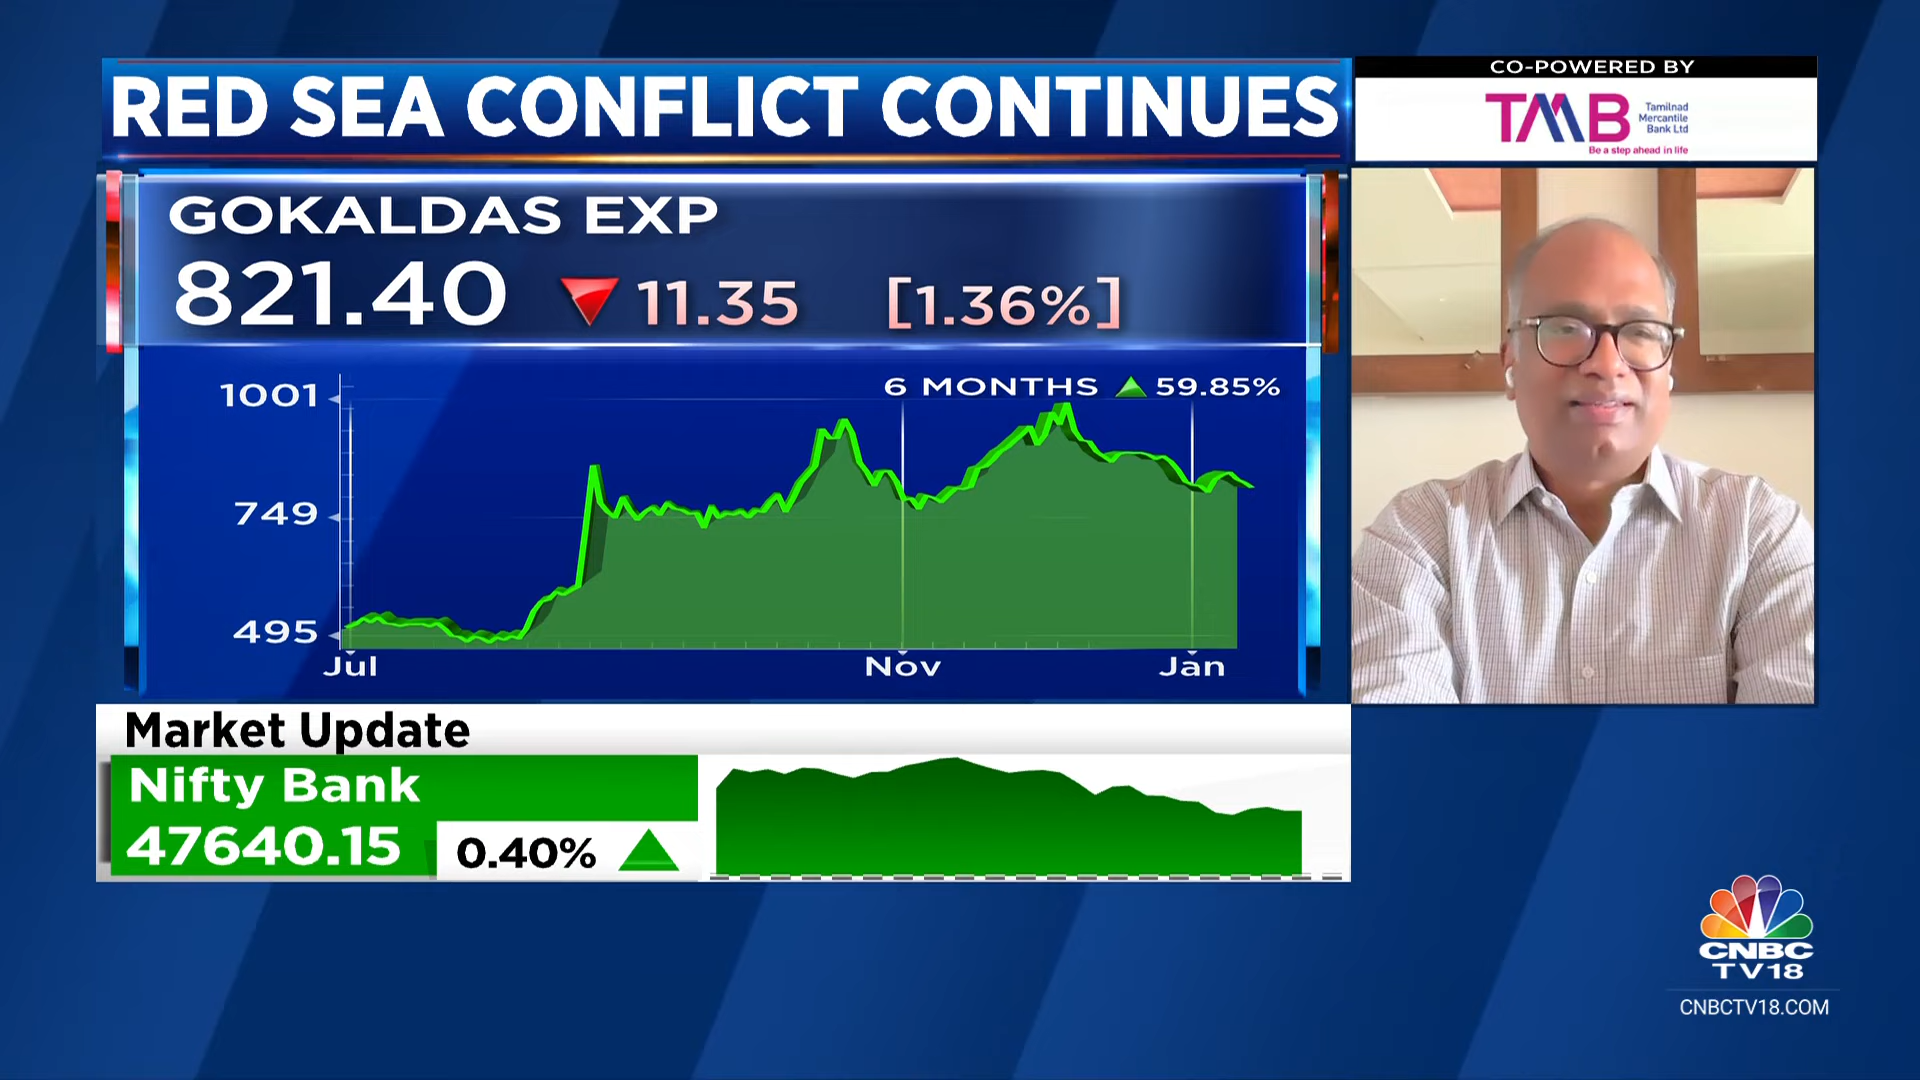 RED SEA CONFLICT CONTINUES
CO-POWERED BY
TMB
Tamilnad
Mercantile
Bank Ltd
Be a step ahead in life
GOKALDAS EXP
821.40 ▼ 11.35 [1.36%]
6 MONTHS ▲ 59.85%
1001
749
495
Jul Nov Jan
Market Update
Nifty Bank
47640.15 0.40% ▲
CNBC
TV18
CNBCTV18.COM